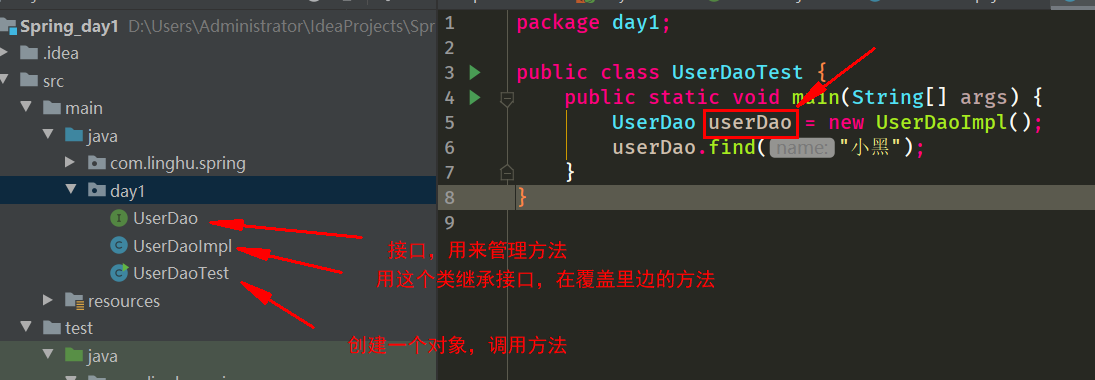 Spring_day1 D:\Users\Administrator\IdeaProjects\Spr
.idea
src
main
java
com.linghu.spring
day1
UserDao
UserDaoImpl
UserDaoTest
resources
test
java
1 package day1;
2
3 public class UserDaoTest {
4 public static void main(String[] args) {
5 UserDao userDao = new UserDaoImpl();
6 userDao.find( name: "小黑");
7 }
8 }
9
接口，用来管理方法
用这个类继承接口，在覆盖里边的方法
创建一个对象，调用方法